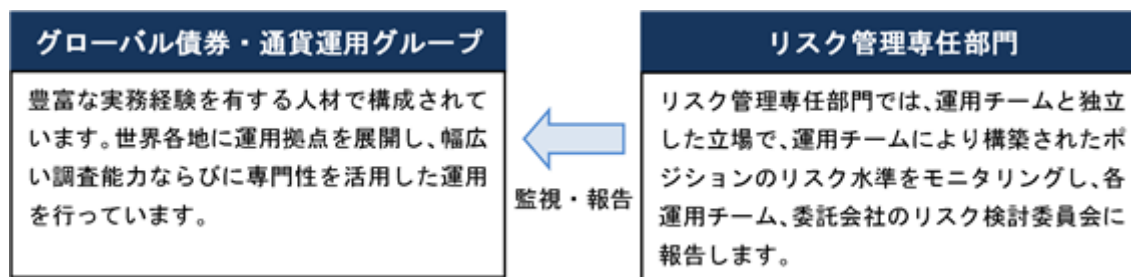 グローバル債券・通貨運用グループ
豊富な実務経験を有する人材で構成されて
います。世界各地に運用拠点を展開し、幅広
い調査能力ならびに専門性を活用した運用
を行っています。
監視・報告
リスク管理専任部門
リスク管理専任部門では、運用チームと独立
した立場で、運用チームにより構築されたポ
ジションのリスク水準をモニタリングし、各
運用チーム、委託会社のリスク検討委員会に
報告します。